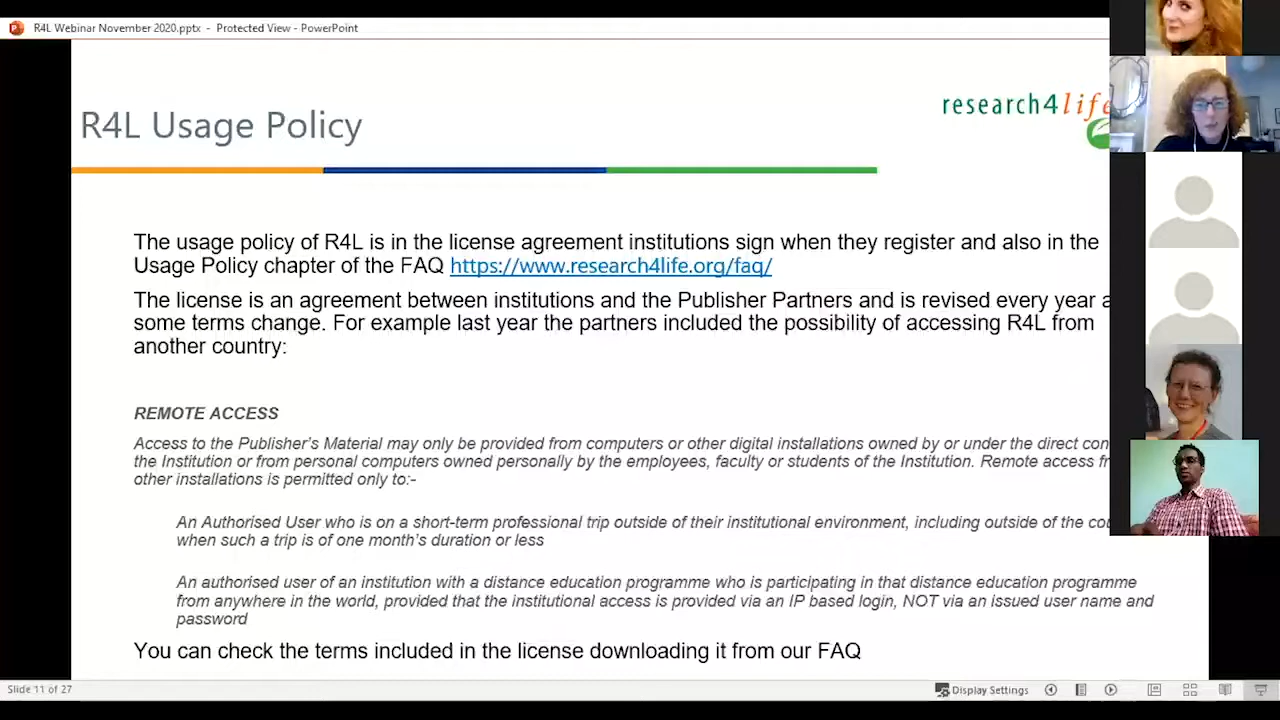 R4L Webinar November 2020.pptx - Protected View - PowerPoint
R4L Usage Policy
research4life
The usage policy of R4L is in the license agreement institutions sign when they register and also in the
Usage Policy chapter of the FAQ https://www.research4life.org/faq/
The license is an agreement between institutions and the Publisher Partners and is revised every year
some terms change. For example last year the partners included the possibility of accessing R4L from
another country:
REMOTE ACCESS
Access to the Publisher's Material may only be provided from computers or other digital installations owned by or under the direct
the Institution or from personal computers owned personally by the employees, faculty or students of the Institution. Remote access
other installations is permitted only to:-
An Authorised User who is on a short-term professional trip outside of their institutional environment, including outside of the
when such a trip is of one month's duration or less
An authorised user of an institution with a distance education programme who is participating in that distance education programme
from anywhere in the world, provided that the institutional access is provided via an IP based login, NOT via an issued user name and
password
You can check the terms included in the license downloading it from our FAQ
Slide 11 of 27
Display Settings